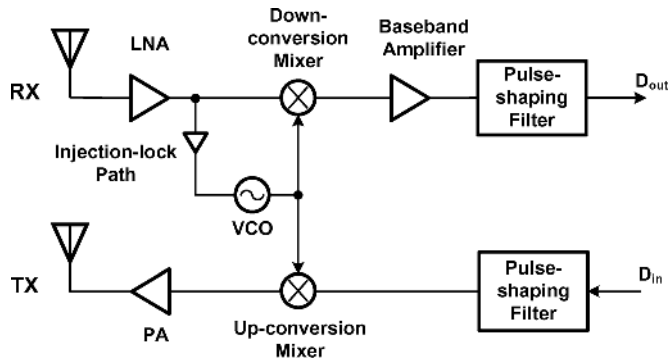 LNA
Down-
conversion
Mixer
Baseband
Amplifier
RX
Pulse-
shaping
Filter
Dout
Injection-lock
Path
VCO
TX
PA
Up-conversion
Mixer
Pulse-
shaping
Filter
Din